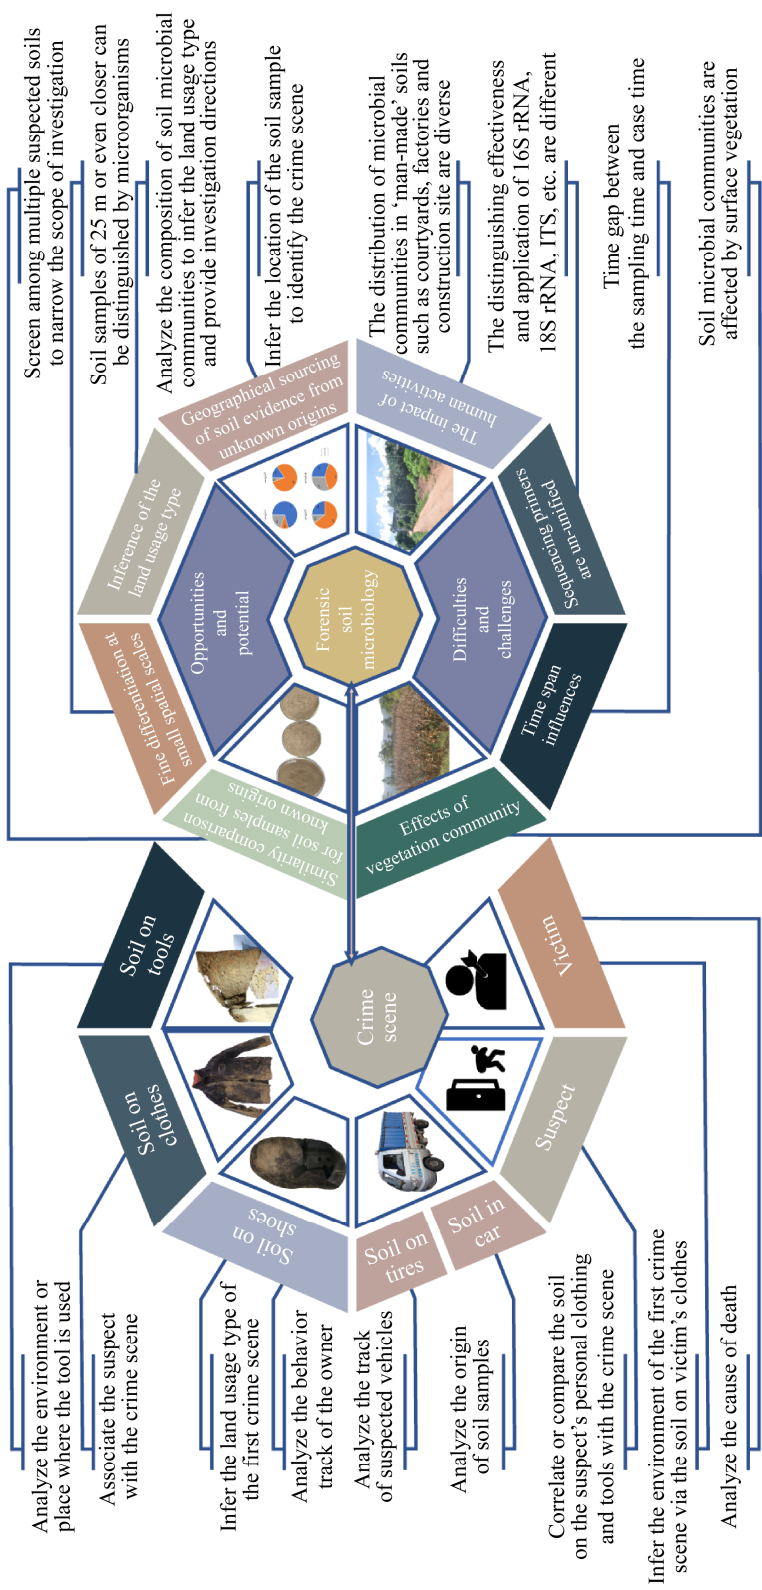 Analyze the environment or
place where the tool is used
Associate the suspect
with the crime scene
Infer the land usage type of
the first crime scene
Analyze the behavior
track of the owner
Analyze the track
of suspected vehicles
Analyze the origin
of soil samples
Correlate or compare the soil
on the suspect's personal clothing
and tools with the crime scene
Infer the environment of the first crime
scene via the soil on victim's clothes
Analyze the cause of death
Soil on
tools
Soil on
clothes
Soil on
shoes
Soil on
tires
Soil in
car
Suspect
Victim
Crime
scene
Similarity comparison
for soil samples from
known origins
Fine differentiation at
small spatial scales
Inference of the
land usage type
Geographical sourcing
of soil evidence from
unknown origins
The impact of
human activities
Sequencing primers
are un-unified
Time span
influences
Effects of
vegetation community
Opportunities
and
potential
Forensic
soil
microbiology
Difficulties
and
challenges
Screen among multiple suspected soils
to narrow the scope of investigation
Soil samples of 25 m or even closer can
be distinguished by microorganisms
Analyze the composition of soil microbial
communities to infer the land usage type
and provide investigation directions
Infer the location of the soil sample
to identify the crime scene
The distribution of microbial
communities in ‘man-made’ soils
such as courtyards, factories and
construction site are diverse
The distinguishing effectiveness
and application of 16S rRNA,
18S rRNA, ITS, etc. are different
Time gap between
the sampling time and case time
Soil microbial communities are
affected by surface vegetation